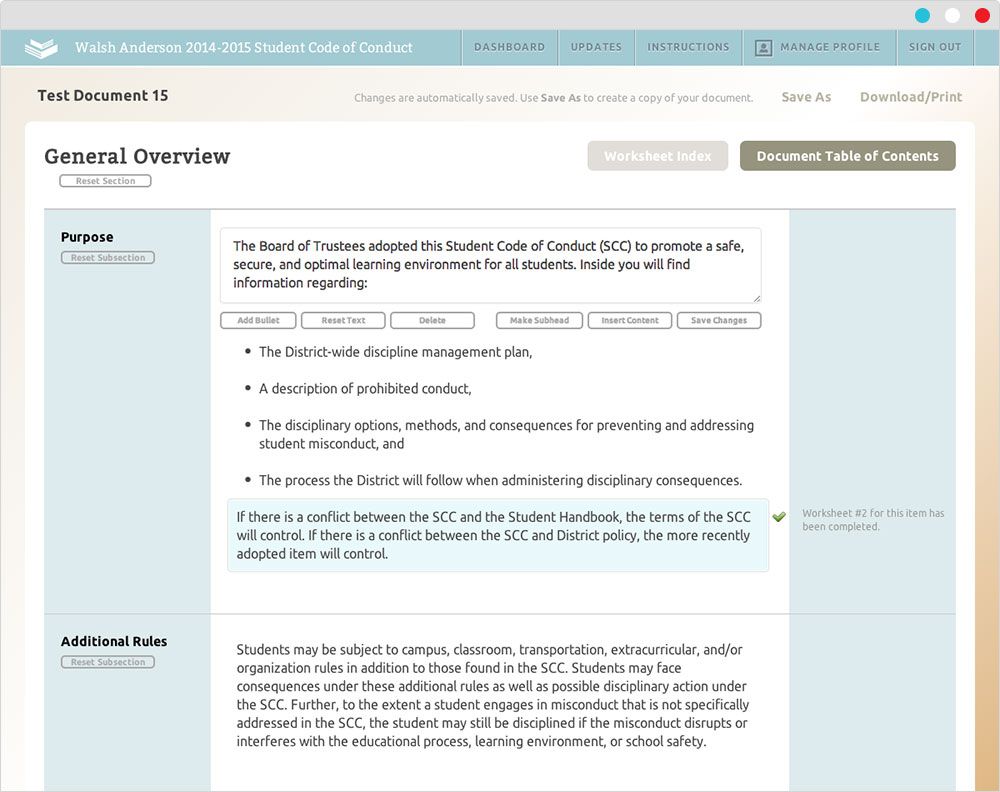 Walsh Anderson 2014-2015 Student Code of Conduct
DASHBOARD
UPDATES
INSTRUCTIONS
MANAGE PROFILE
SIGN OUT
Test Document 15
Changes are automatically saved. Use Save As to create a copy of your document.
Save As
Download/Print
General Overview
Reset Section
Worksheet Index
Document Table of Contents
Purpose
Reset Subsection
The Board of Trustees adopted this Student Code of Conduct (SCC) to promote a safe,
secure, and optimal learning environment for all students. Inside you will find
information regarding:
Add Bullet
Reset Text
Delete
Make Subhead
Insert Content
Save Changes
• The District-wide discipline management plan,
• A description of prohibited conduct,
• The disciplinary options, methods, and consequences for preventing and addressing
student misconduct, and
• The process the District will follow when administering disciplinary consequences.
If there is a conflict between the SCC and the Student Handbook, the terms of the SCC
will control. If there is a conflict between the SCC and District policy, the more recently
adopted item will control.
Worksheet #2 for this item has
been completed.
Additional Rules
Reset Subsection
Students may be subject to campus, classroom, transportation, extracurricular, and/or
organization rules in addition to those found in the SCC. Students may face
consequences under these additional rules as well as possible disciplinary action under
the SCC. Further, to the extent a student engages in misconduct that is not specifically
addressed in the SCC, the student may still be disciplined if the misconduct disrupts or
interferes with the educational process, learning environment, or school safety.